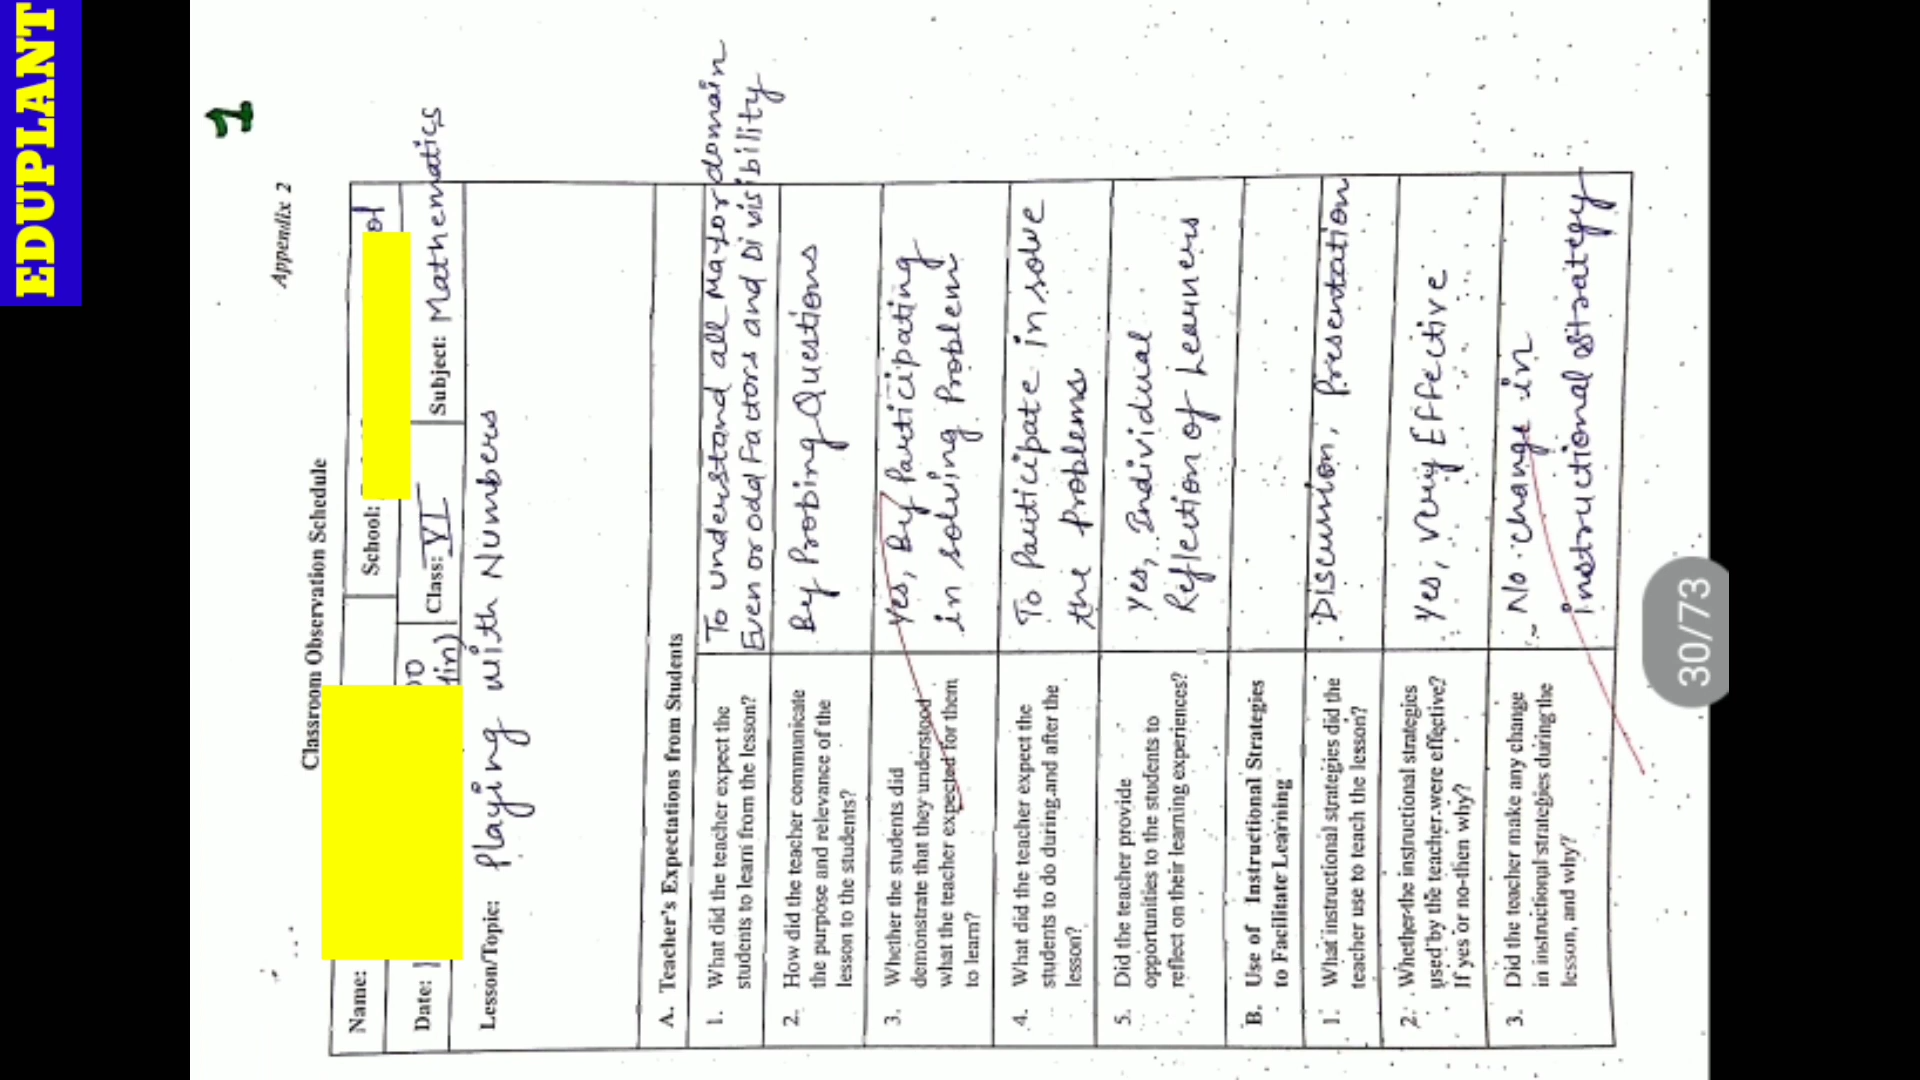 EDUPLANT
1
Appendix 2
Classroom Observation Schedule
Name:
School: ol
Date:
00
Min)
Class: VI
Subject: Mathematics
Lesson/Topic: Playing with Numbers
A. Teacher's Expectations from Students
1. What did the teacher expect the
students to learn from the lesson?
To understand all Major domain
Even or odd Factors and Divisibility
2. How did the teacher communicate
the purpose and relevance of the
lesson to the students?
By Probing Questions
3. Whether the students did
demonstrate that they understood
what the teacher expected for them
to learn?
Yes, By Participating
in solving Problem
4. What did the teacher expect the
students to do during and after the
lesson?
To Participate in solve
the Problems
5. Did the teacher provide
opportunities to the students to
reflect on their learning experiences?
Yes, Individual
Reflection of Learners
B. Use of Instructional Strategies
to Facilitate Learning
1. What instructional strategies did the
teacher use to teach the lesson?
Discussion, Presentation
2. Whether the instructional strategies
used by the teacher were effective?
If yes or no then why?
Yes, very Effective
3. Did the teacher make any change
in instructional strategies during the
lesson, and why?
No change in
instructional strategy
30/73